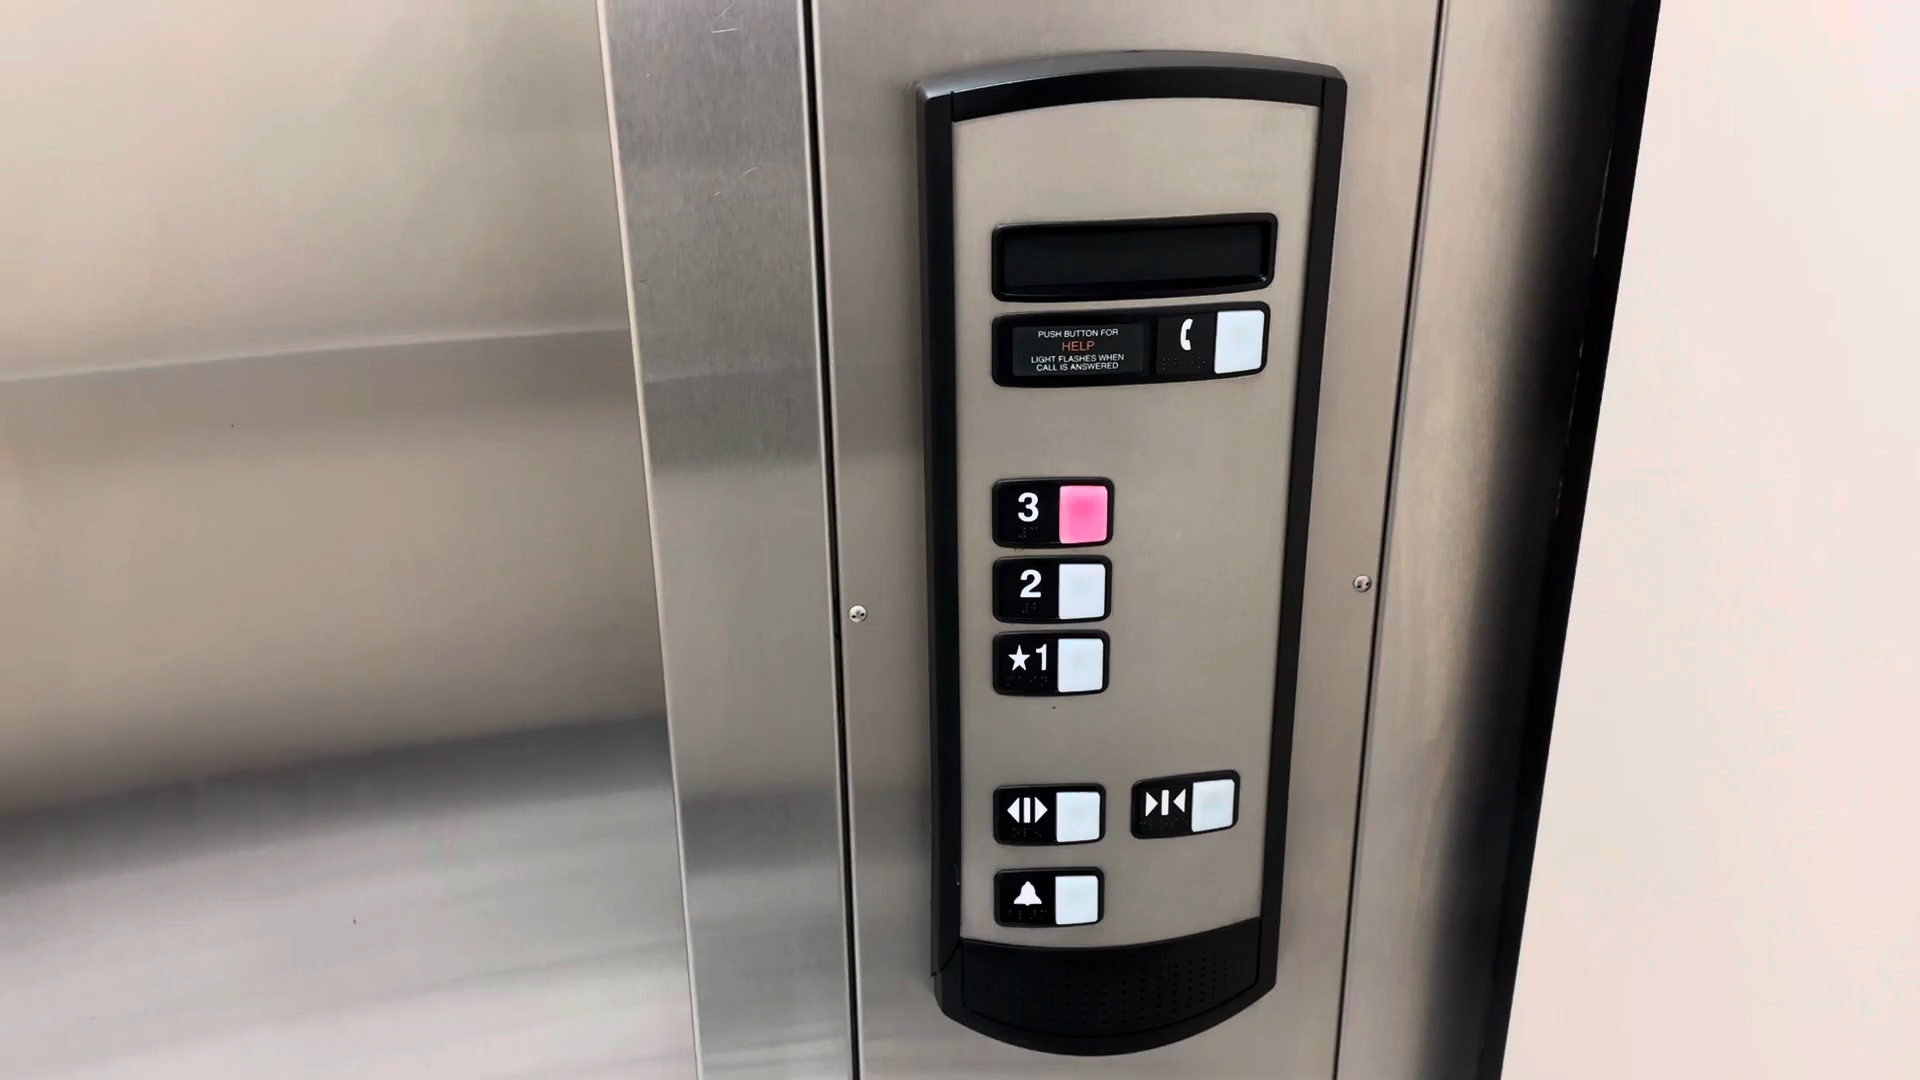 PUSH BUTTON FOR
HELP
LIGHT FLASHES WHEN
CALL IS ANSWERED
3
2
★1